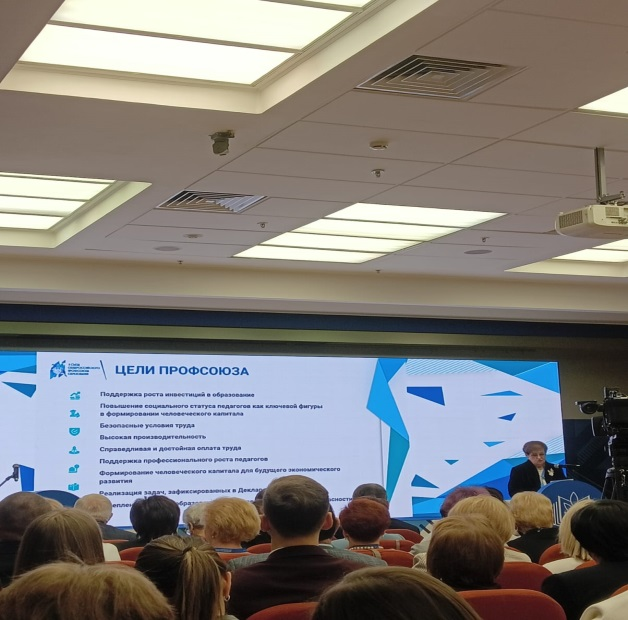 ЦЕЛИ ПРОФСОЮЗА
Поддержка роста инвестиций в образование
Повышение социального статуса педагогов как ключевой фигуры
в формировании человеческого капитала
Безопасные условия труда
Высокая производительность
Справедливая и достойная оплата труда
Поддержка профессионального роста педагогов
Формирование человеческого капитала для будущего экономического
развития
Реализация задач, зафиксированных в